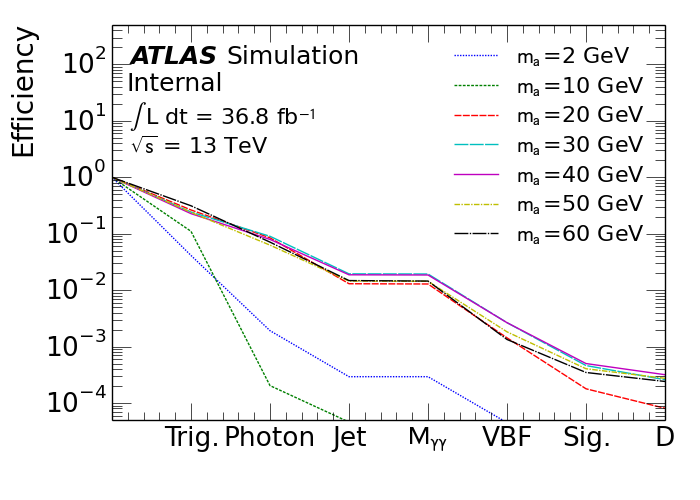 Efficiency
10²
10¹
10⁰
10⁻¹
10⁻²
10⁻³
10⁻⁴
ATLAS Simulation
Internal
∫L dt = 36.8 fb⁻¹
√s = 13 TeV
mₐ=2 GeV
mₐ=10 GeV
mₐ=20 GeV
mₐ=30 GeV
mₐ=40 GeV
mₐ=50 GeV
mₐ=60 GeV
Trig. Photon Jet Mγγ VBF Sig. D